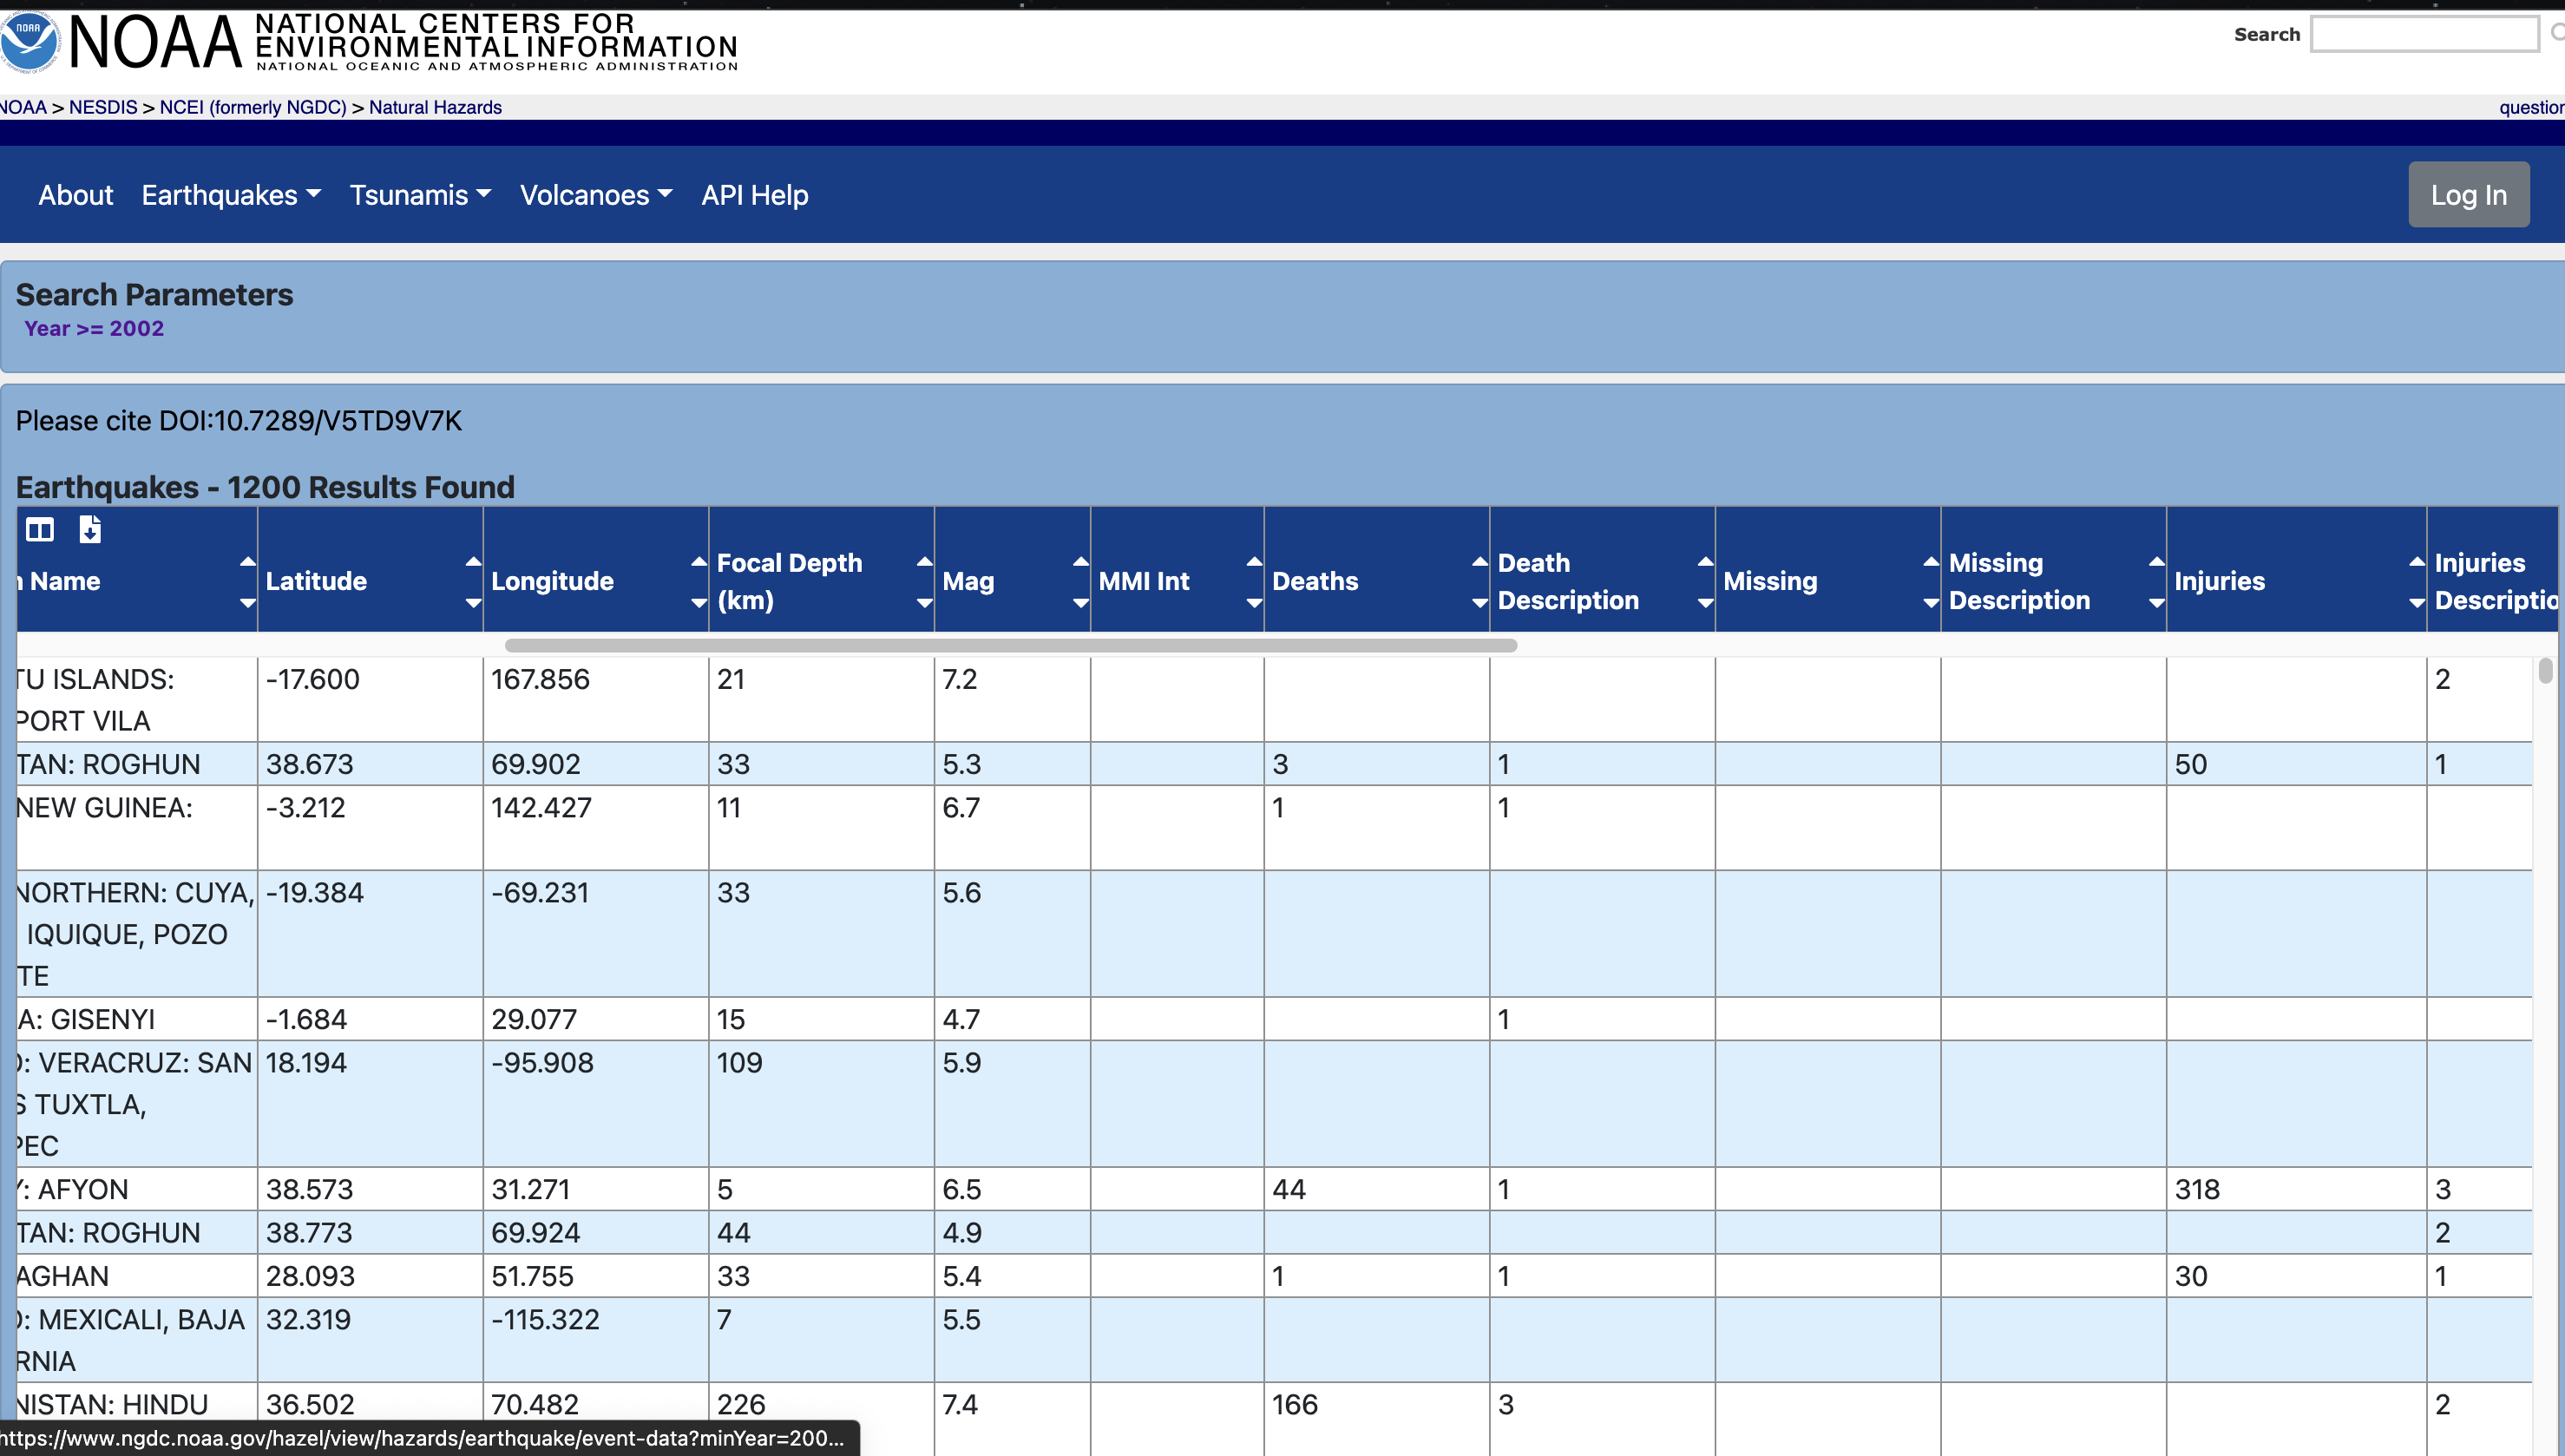 NOAA
NOAA NATIONAL CENTERS FOR
ENVIRONMENTAL INFORMATION
NATIONAL OCEANIC AND ATMOSPHERIC ADMINISTRATION
Search
NOAA > NESDIS > NCEI (formerly NGDC) > Natural Hazards
question
About Earthquakes Tsunamis Volcanoes API Help Log In
Search Parameters
Year >= 2002
Please cite DOI:10.7289/V5TD9V7K
Earthquakes - 1200 Results Found
Name Latitude Longitude Focal Depth (km) Mag MMI Int Deaths Death Description Missing Missing Description Injuries Injuries Descriptio
TU ISLANDS: -17.600 167.856 21 7.2 2
PORT VILA
TAN: ROGHUN 38.673 69.902 33 5.3 3 1 50 1
NEW GUINEA: -3.212 142.427 11 6.7 1 1
NORTHERN: CUYA, -19.384 -69.231 33 5.6
IQUIQUE, POZO
TE
A: GISENYI -1.684 29.077 15 4.7 1
: VERACRUZ: SAN 18.194 -95.908 109 5.9
S TUXTLA,
PEC
: AFYON 38.573 31.271 5 6.5 44 1 318 3
TAN: ROGHUN 38.773 69.924 44 4.9 2
AGHAN 28.093 51.755 33 5.4 1 1 30 1
: MEXICALI, BAJA 32.319 -115.322 7 5.5
RNIA
NISTAN: HINDU 36.502 70.482 226 7.4 166 3 2
https://www.ngdc.noaa.gov/hazel/view/hazards/earthquake/event-data?minYear=200...